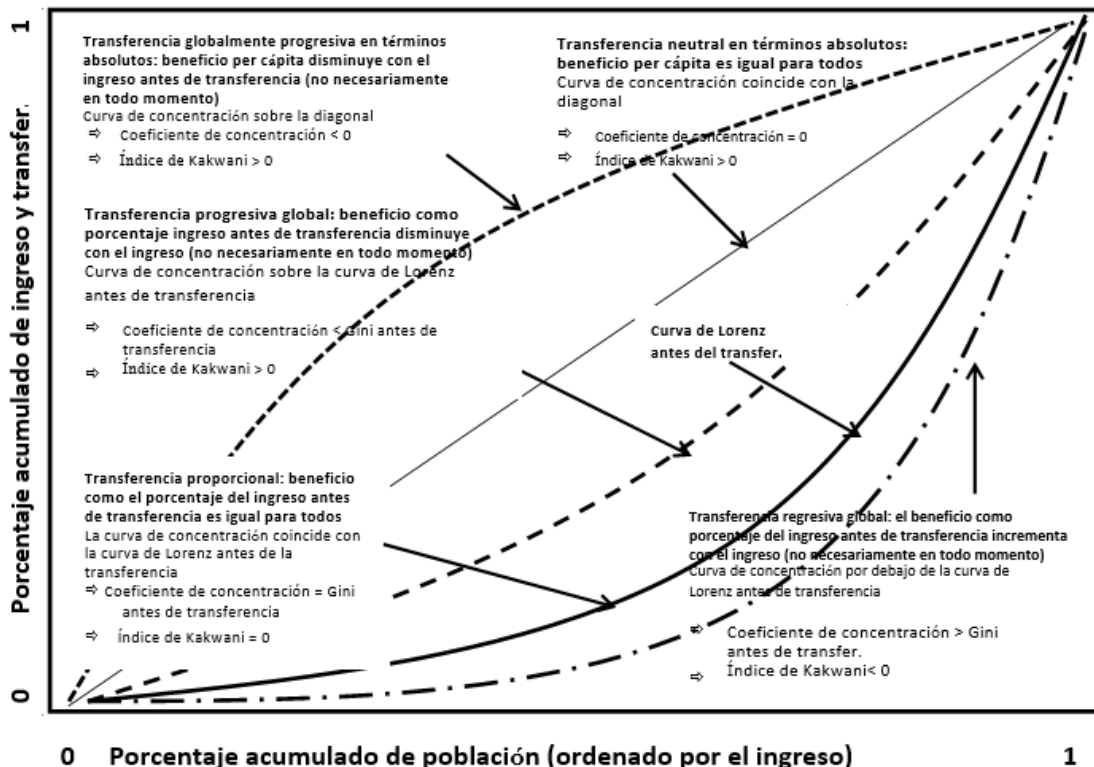 1
Porcentaje acumulado de ingreso y transfer.
0
Transferencia globalmente progresiva en términos
absolutos: beneficio per cápita disminuye con el
ingreso antes de transferencia (no necesariamente
en todo momento)
Curva de concentración sobre la diagonal
⇨ Coeficiente de concentración < 0
⇨ Índice de Kakwani > 0
Transferencia neutral en términos absolutos:
beneficio per cápita es igual para todos
Curva de concentración coincide con la
diagonal
⇨ Coeficiente de concentración = 0
⇨ Índice de Kakwani > 0
Transferencia progresiva global: beneficio como
porcentaje ingreso antes de transferencia disminuye
con el ingreso (no necesariamente en todo momento)
Curva de concentración sobre la curva de Lorenz
antes de transferencia
⇨ Coeficiente de concentración < Gini antes de
transferencia
⇨ Índice de Kakwani > 0
Curva de Lorenz
antes del transfer.
Transferencia proporcional: beneficio
como el porcentaje del ingreso antes
de transferencia es igual para todos
La curva de concentración coincide con
la curva de Lorenz antes de la
transferencia
⇨ Coeficiente de concentración = Gini
antes de transferencia
⇨ Índice de Kakwani = 0
Transferencia regresiva global: el beneficio como
porcentaje del ingreso antes de transferencia incrementa
con el ingreso (no necesariamente en todo momento)
Curva de concentración por debajo de la curva de
Lorenz antes de transferencia
⇨ Coeficiente de concentración > Gini
antes de transfer.
⇨ Índice de Kakwani< 0
0 Porcentaje acumulado de población (ordenado por el ingreso) 1